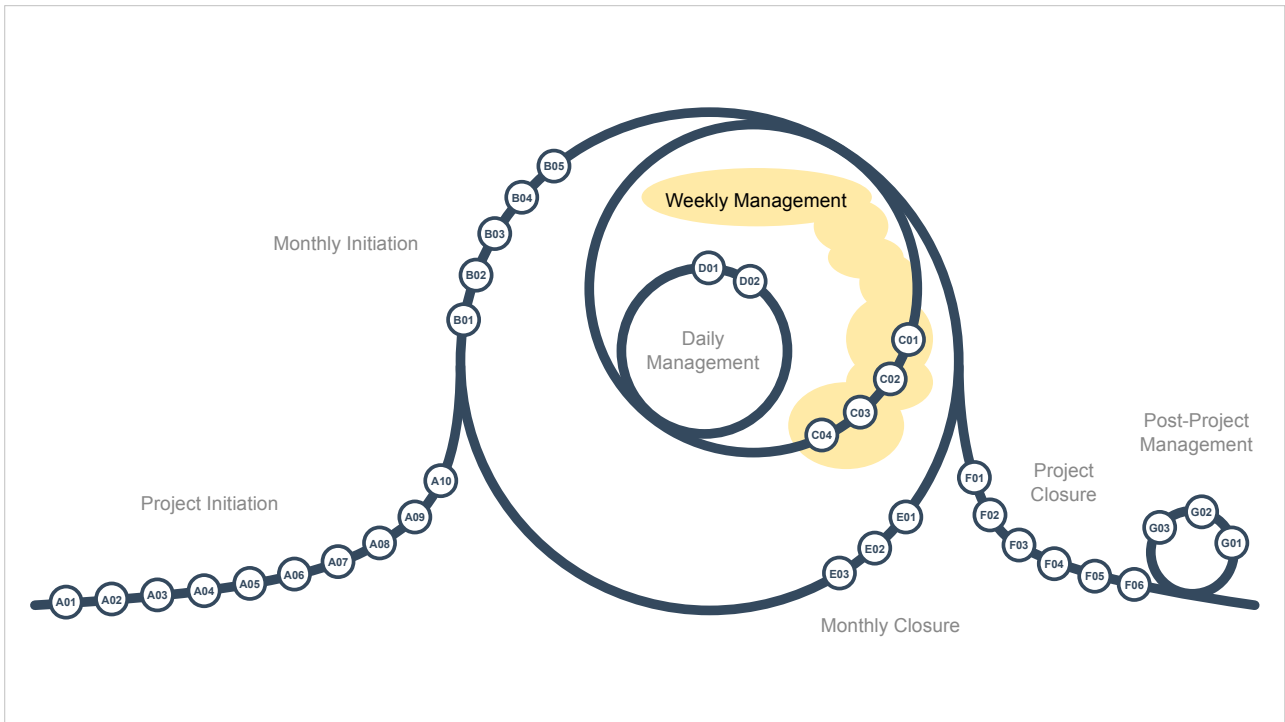 B05
B04
B03
B02
B01
Monthly Initiation
Weekly Management
D01
D02
Daily
Management
C01
C02
C03
C04
A10
A09
A08
A07
A06
A05
A04
A03
A02
A01
Project Initiation
E01
E02
E03
Monthly Closure
F01
F02
F03
F04
F05
F06
Project
Closure
Post-Project
Management
G03
G02
G01